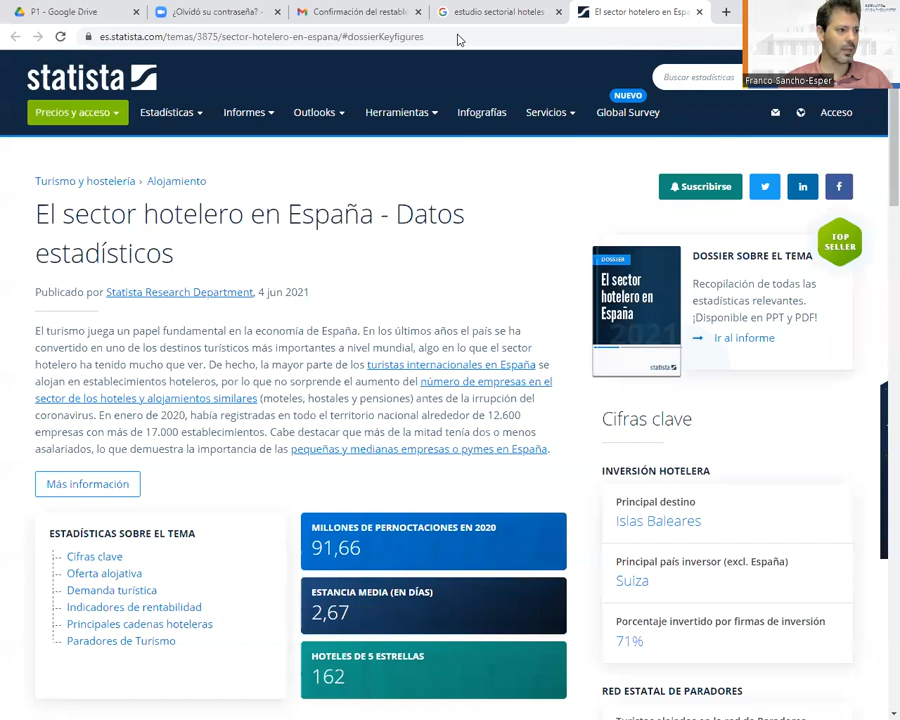 P1 - Google Drive
¿Olvidó su contraseña? -
Confirmación del restabl
estudio sectorial hoteles
El sector hotelero en Españ
es.statista.com/temas/3875/sector-hotelero-en-espana/#dossierKeyfigures
Franco Sancho-Esper
statista
Buscar estadísticas
NUEVO
Precios y acceso
Estadísticas
Informes
Outlooks
Herramientas
Infografías
Servicios
Global Survey
Acceso
Turismo y hostelería › Alojamiento
Suscribirse
El sector hotelero en España - Datos
estadísticos
Publicado por Statista Research Department, 4 jun 2021
El turismo juega un papel fundamental en la economía de España. En los últimos años el país se ha
convertido en uno de los destinos turísticos más importantes a nivel mundial, algo en lo que el sector
hotelero ha tenido mucho que ver. De hecho, la mayor parte de los turistas internacionales en España se
alojan en establecimientos hoteleros, por lo que no sorprende el aumento del número de empresas en el
sector de los hoteles y alojamientos similares (moteles, hostales y pensiones) antes de la irrupción del
coronavirus. En enero de 2020, había registradas en todo el territorio nacional alrededor de 12.600
empresas con más de 17.000 establecimientos. Cabe destacar que más de la mitad tenía dos o menos
asalariados, lo que demuestra la importancia de las pequeñas y medianas empresas o pymes en España.
Más información
ESTADÍSTICAS SOBRE EL TEMA
Cifras clave
Oferta alojativa
Demanda turística
Indicadores de rentabilidad
Principales cadenas hoteleras
Paradores de Turismo
MILLONES DE PERNOCTACIONES EN 2020
91,66
ESTANCIA MEDIA (EN DÍAS)
2,67
HOTELES DE 5 ESTRELLAS
162
DOSSIER
El sector
hotelero en
España
2021
statista
TOP
SELLER
DOSSIER SOBRE EL TEMA
Recopilación de todas las
estadísticas relevantes.
¡Disponible en PPT y PDF!
→ Ir al informe
Cifras clave
INVERSIÓN HOTELERA
Principal destino
Islas Baleares
Principal país inversor (excl. España)
Suiza
Porcentaje invertido por firmas de inversión
71%
RED ESTATAL DE PARADORES